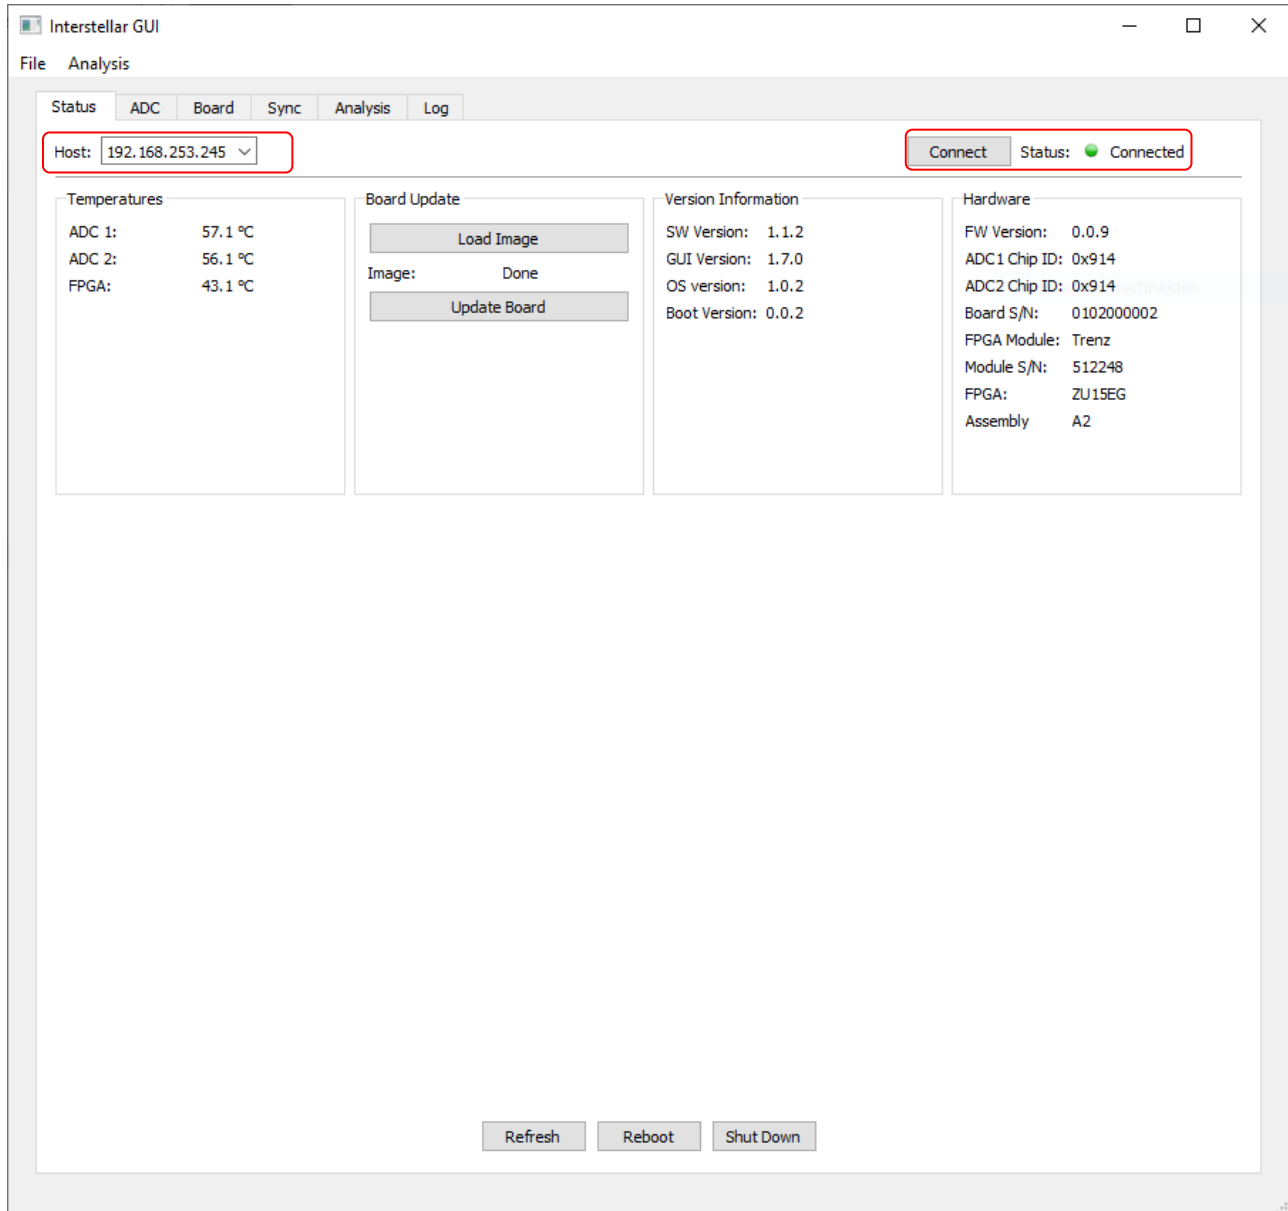 Interstellar GUI
File Analysis
Status ADC Board Sync Analysis Log
Host: 192.168.253.245 Connect Status: Connected
Temperatures
ADC 1: 57.1 °C
ADC 2: 56.1 °C
FPGA: 43.1 °C
Board Update
Load Image
Image: Done
Update Board
Version Information
SW Version: 1.1.2
GUI Version: 1.7.0
OS version: 1.0.2
Boot Version: 0.0.2
Hardware
FW Version: 0.0.9
ADC1 Chip ID: 0x914
ADC2 Chip ID: 0x914
Board S/N: 0102000002
FPGA Module: Trenz
Module S/N: 512248
FPGA: ZU15EG
Assembly A2
Refresh Reboot Shut Down